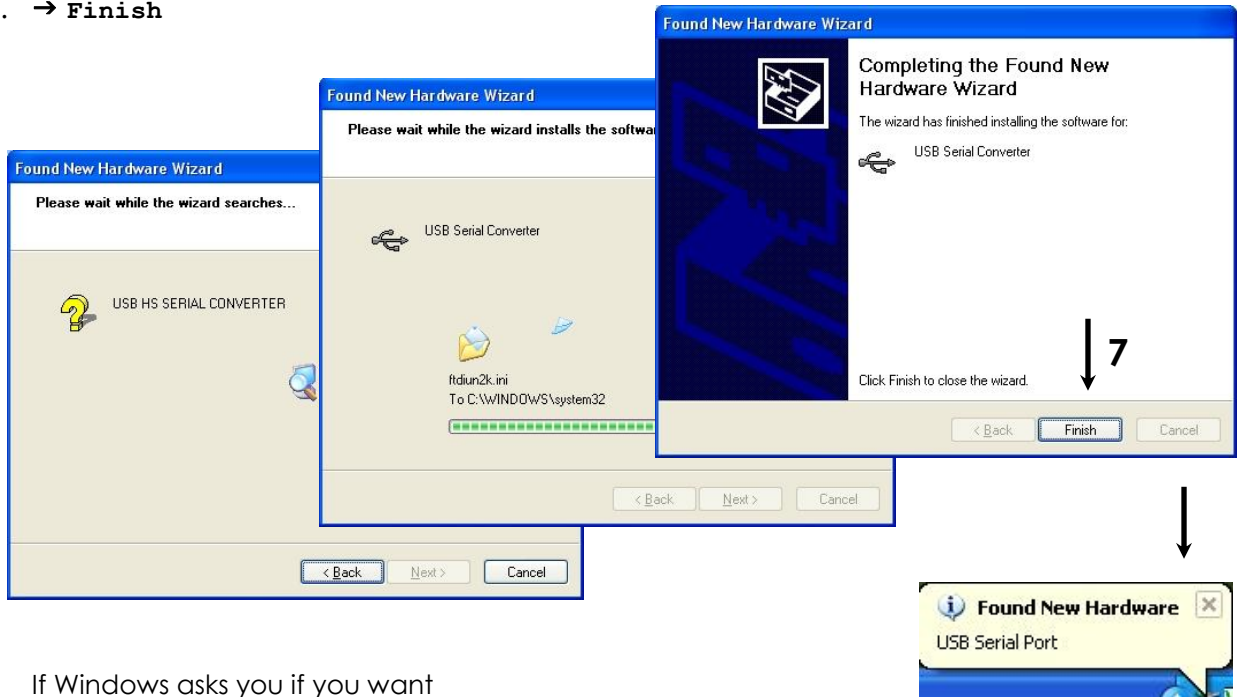 . → Finish
Found New Hardware Wizard
Please wait while the wizard searches...
USB HS SERIAL CONVERTER
< Back Next > Cancel
Found New Hardware Wizard
Please wait while the wizard installs the
USB Serial Converter
ftdiun2k.ini
To C:\WINDOWS\system32
< Back Next > Cancel
Found New Hardware Wizard
Completing the Found New
Hardware Wizard
The wizard has finished installing the software for:
USB Serial Converter
7
Click Finish to close the wizard.
< Back Finish Cancel
Found New Hardware
USB Serial Port
If Windows asks you if you want